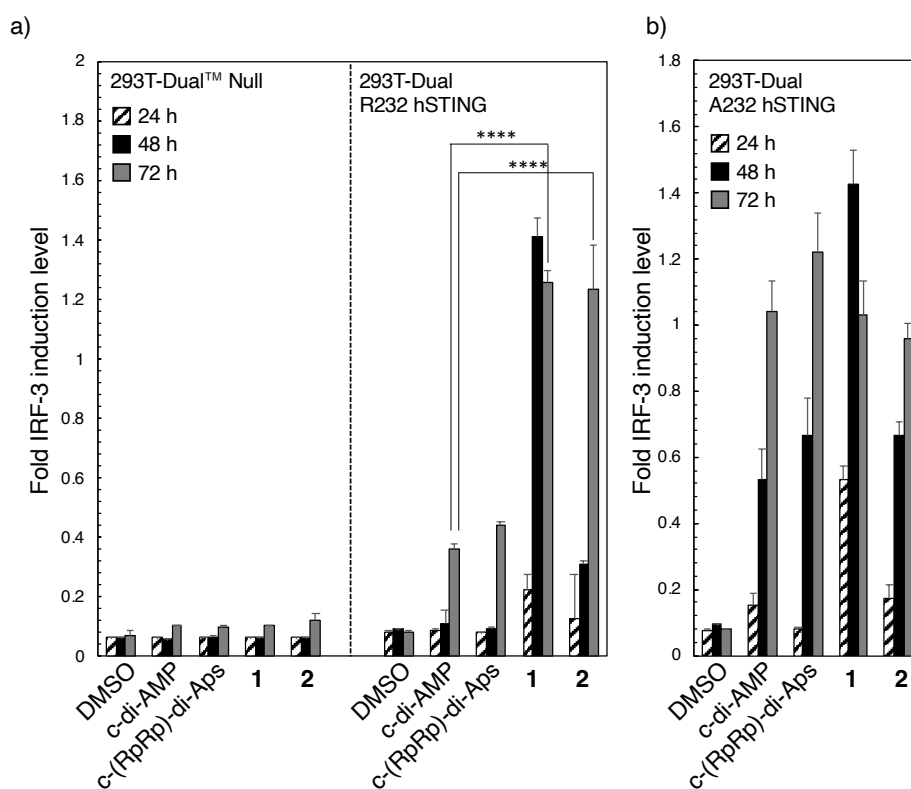 a)
Fold IRF-3 induction level
2
1.8
1.6
1.4
1.2
1
0.8
0.6
0.4
0.2
0
293T-Dual™ Null
24 h
48 h
72 h
293T-Dual
R232 hSTING
****
****
DMSO
c-di-AMP
c-(RpRp)-di-Aps
1
2
DMSO
c-di-AMP
c-(RpRp)-di-Aps
1
2
b)
Fold IRF-3 induction level
1.8
1.6
1.4
1.2
1
0.8
0.6
0.4
0.2
0
293T-Dual
A232 hSTING
24 h
48 h
72 h
DMSO
c-di-AMP
c-(RpRp)-di-Aps
1
2